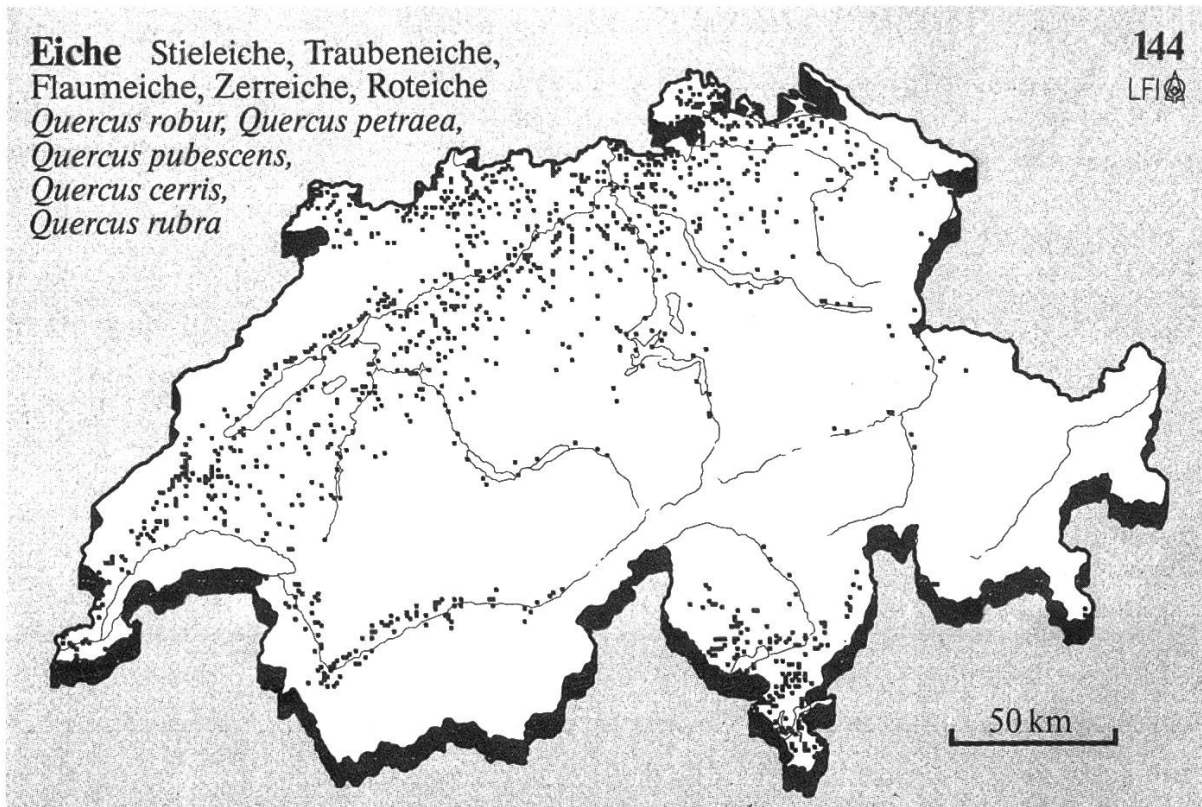 Eiche Stieleiche, Traubeneiche,
Flaumeiche, Zerreiche, Roteiche
Quercus robur, Quercus petraea,
Quercus pubescens,
Quercus cerris,
Quercus rubra
144
LFI
50 km